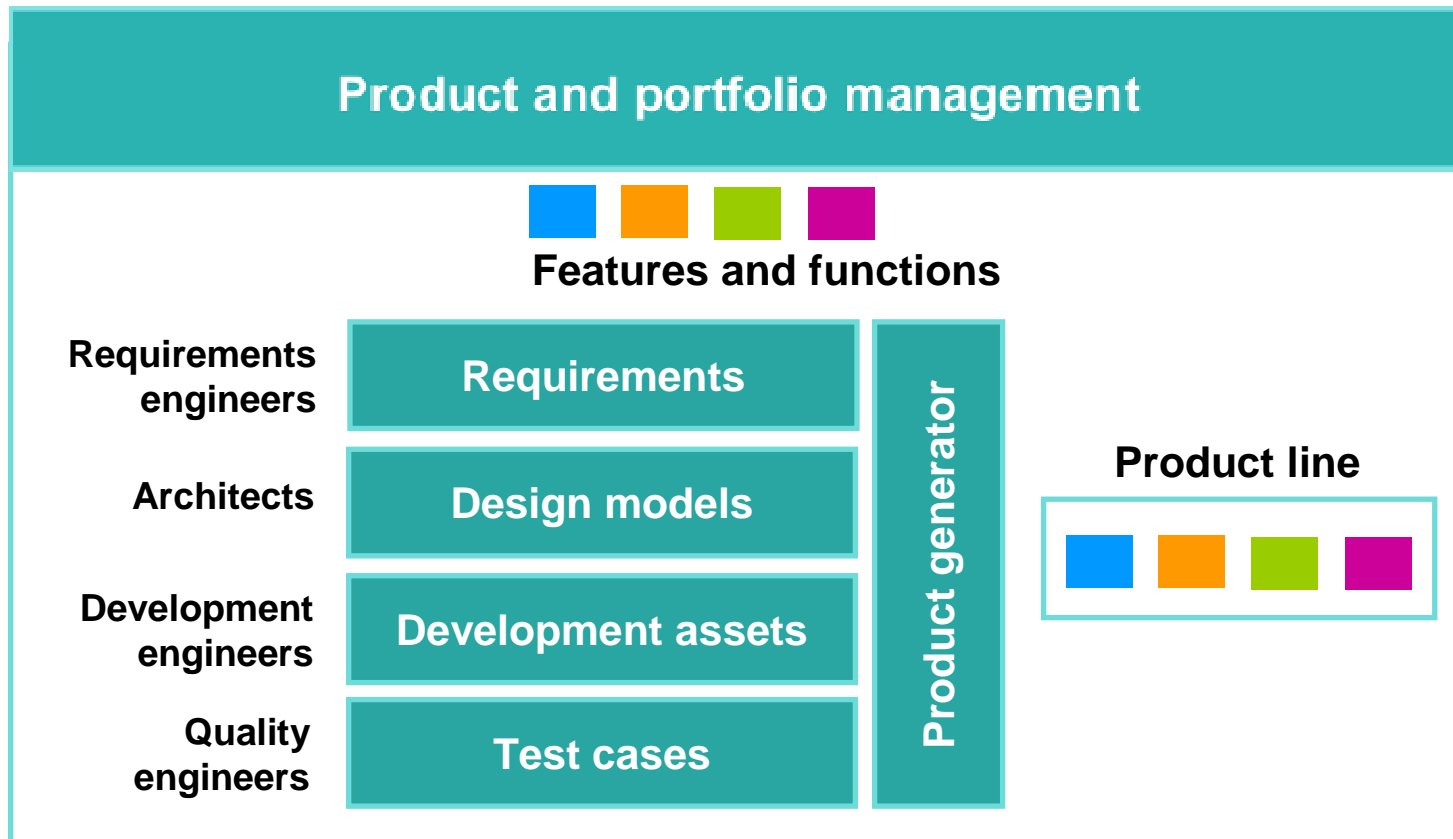 Product and portfolio management
Features and functions
Requirements
engineers
Requirements
Architects
Design models
Development
engineers
Development assets
Quality
engineers
Test cases
Product generator
Product line